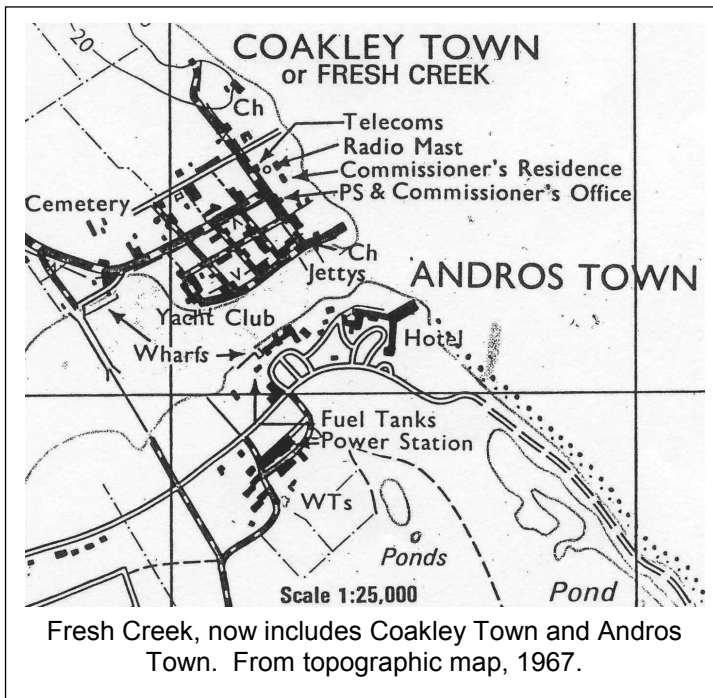 -20
COAKLEY TOWN
or FRESH CREEK
Ch
Telecoms
Radio Mast
Commissioner's Residence
PS & Commissioner's Office
Cemetery
Ch
Jettys
ANDROS TOWN
Yacht Club
Wharfs
Hotel
Fuel Tanks
Power Station
WTs
Ponds
Scale 1:25,000
Pond
Fresh Creek, now includes Coakley Town and Andros
Town. From topographic map, 1967.